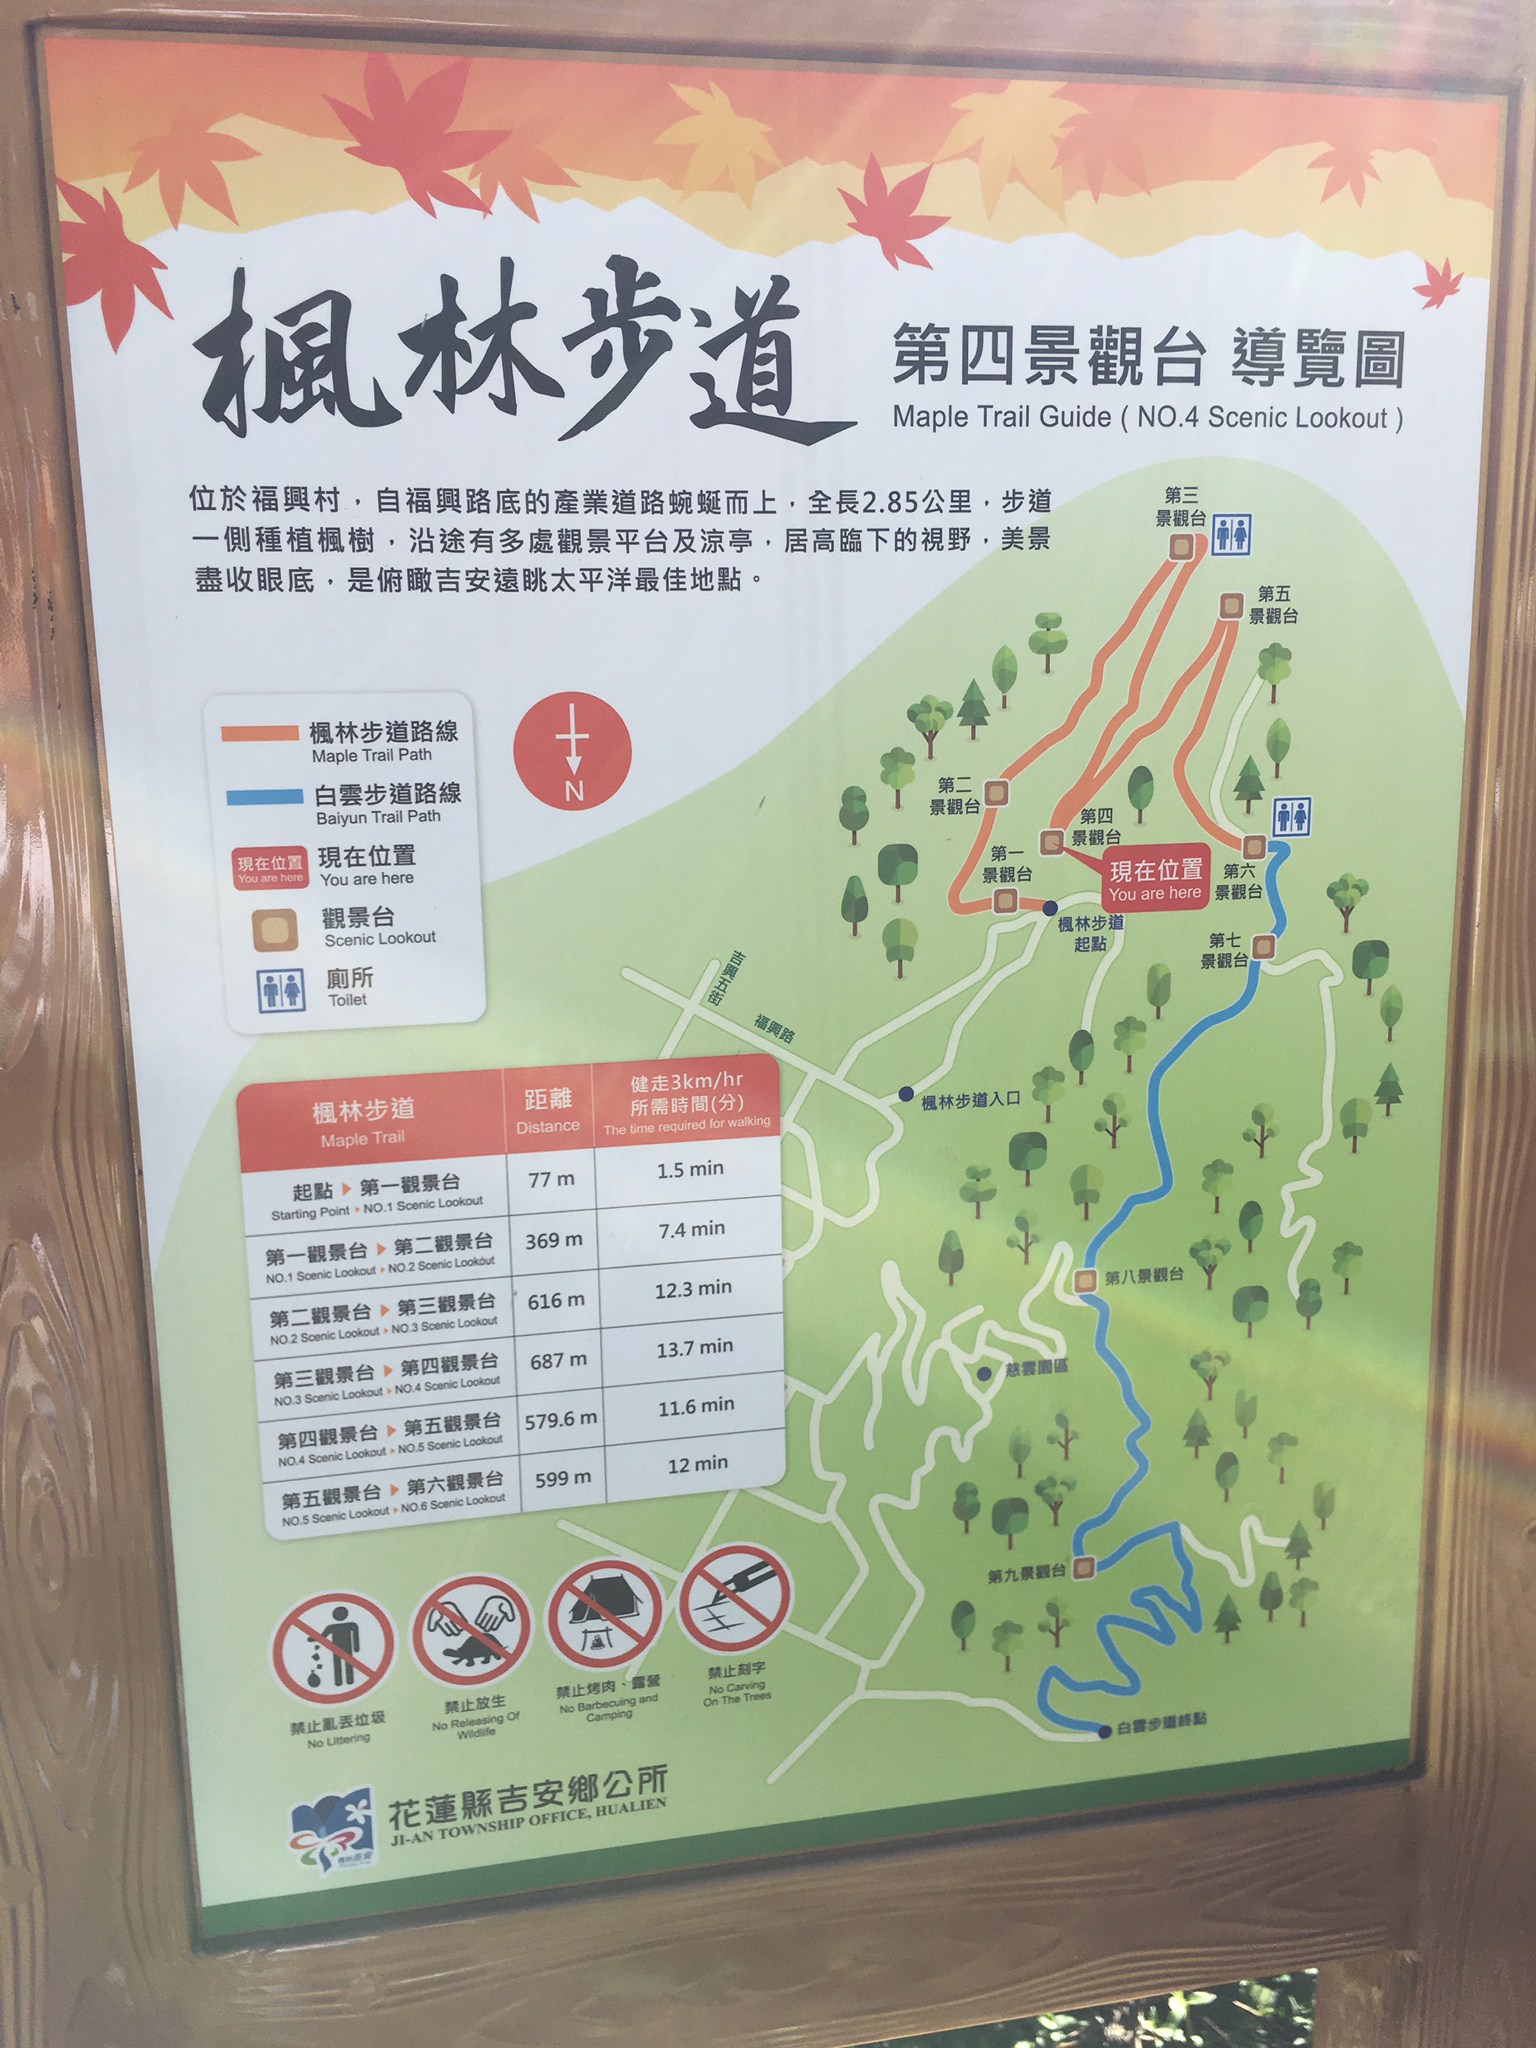 楓林步道
第四景觀台 導覽圖
Maple Trail Guide ( NO.4 Scenic Lookout )
位於福興村，自福興路底的產業道路蜿蜒而上，全長2.85公里，步道
一側種植楓樹，沿途有多處觀景平台及涼亭，居高臨下的視野，美景
盡收眼底，是俯瞰吉安遠眺太平洋最佳地點。
楓林步道路線
Maple Trail Path
白雲步道路線
Baiyun Trail Path
現在位置
You are here
現在位置
You are here
觀景台
Scenic Lookout
廁所
Toilet
N
第三
景觀台
第五
景觀台
第二
景觀台
第四
景觀台
第一
景觀台
現在位置
You are here
第六
景觀台
楓林步道
起點
第七
景觀台
吉興五街
福興路
楓林步道入口
第八景觀台
慈雲園區
第九景觀台
白雲步道終點
楓林步道
Maple Trail
距離
Distance
健走3km/hr
所需時間(分)
The time required for walking
起點 第一觀景台 77 m 1.5 min
Starting Point NO.1 Scenic Lookout
第一觀景台 第二觀景台 369 m 7.4 min
NO.1 Scenic Lookout NO.2 Scenic Lookout
第二觀景台 第三觀景台 616 m 12.3 min
NO.2 Scenic Lookout NO.3 Scenic Lookout
第三觀景台 第四觀景台 687 m 13.7 min
NO.3 Scenic Lookout NO.4 Scenic Lookout
第四觀景台 第五觀景台 579.6 m 11.6 min
NO.4 Scenic Lookout NO.5 Scenic Lookout
第五觀景台 第六觀景台 599 m 12 min
NO.5 Scenic Lookout NO.6 Scenic Lookout
禁止亂丟垃圾
No Littering
禁止放生
No Releasing Of
Wildlife
禁止烤肉、露營
No Barbecuing and
Camping
禁止刻字
No Carving
On The Trees
花蓮縣吉安鄉公所
JI-AN TOWNSHIP OFFICE, HUALIEN